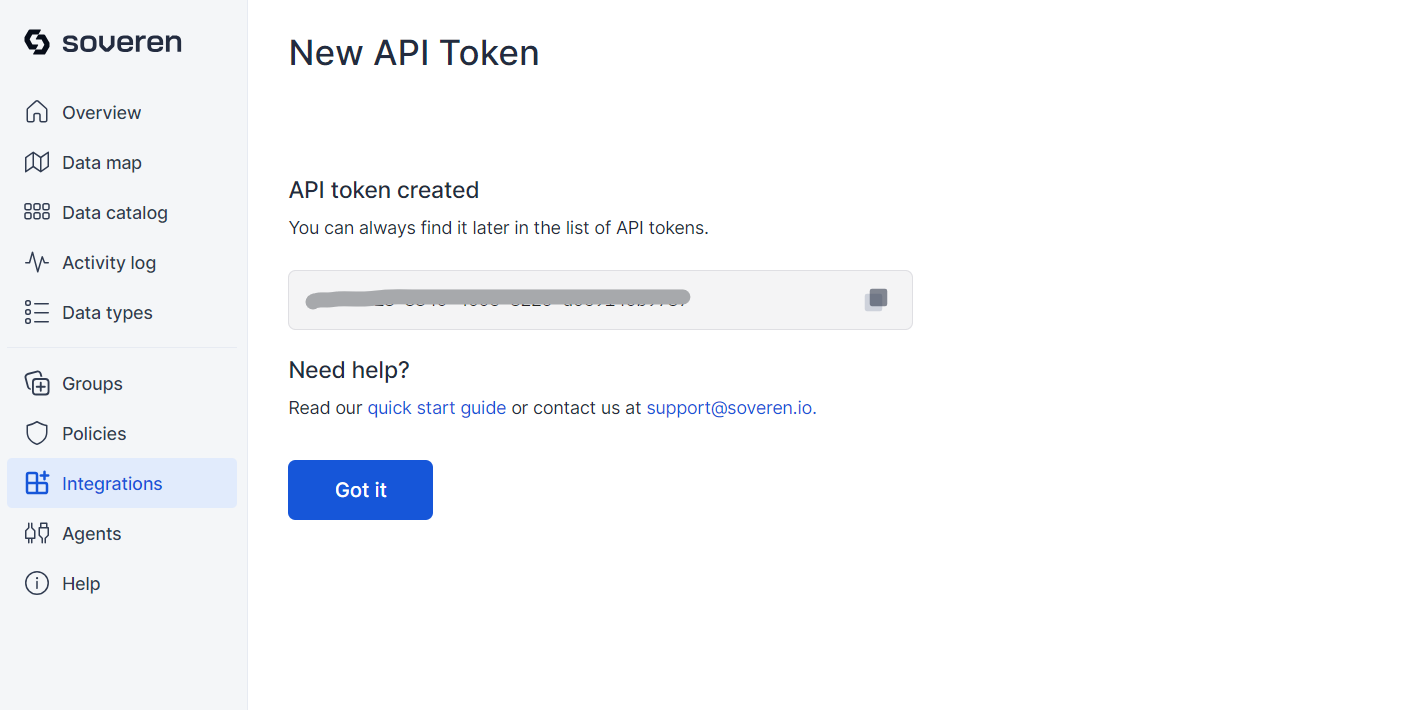 soveren
Overview
Data map
Data catalog
Activity log
Data types
Groups
Policies
Integrations
Agents
Help
New API Token
API token created
You can always find it later in the list of API tokens.
Need help?
Read our quick start guide or contact us at support@soveren.io.
Got it